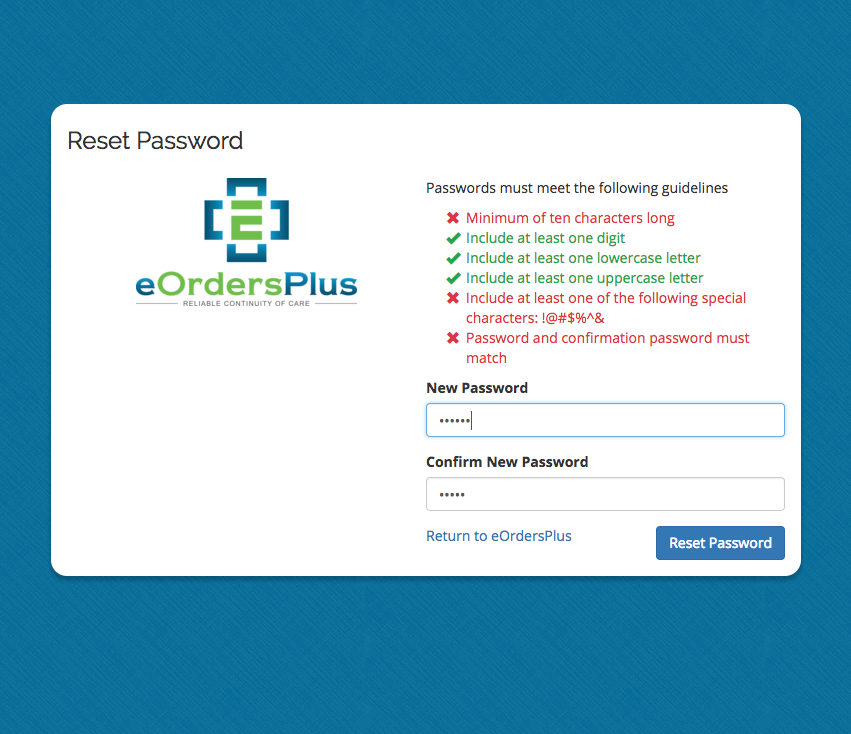 Reset Password
E
eOrdersPlus
RELIABLE CONTINUITY OF CARE
Passwords must meet the following guidelines
Minimum of ten characters long
Include at least one digit
Include at least one lowercase letter
Include at least one uppercase letter
Include at least one of the following special
characters: !@#$%^&
Password and confirmation password must
match
New Password
••••••
Confirm New Password
•••••
Return to eOrdersPlus
Reset Password